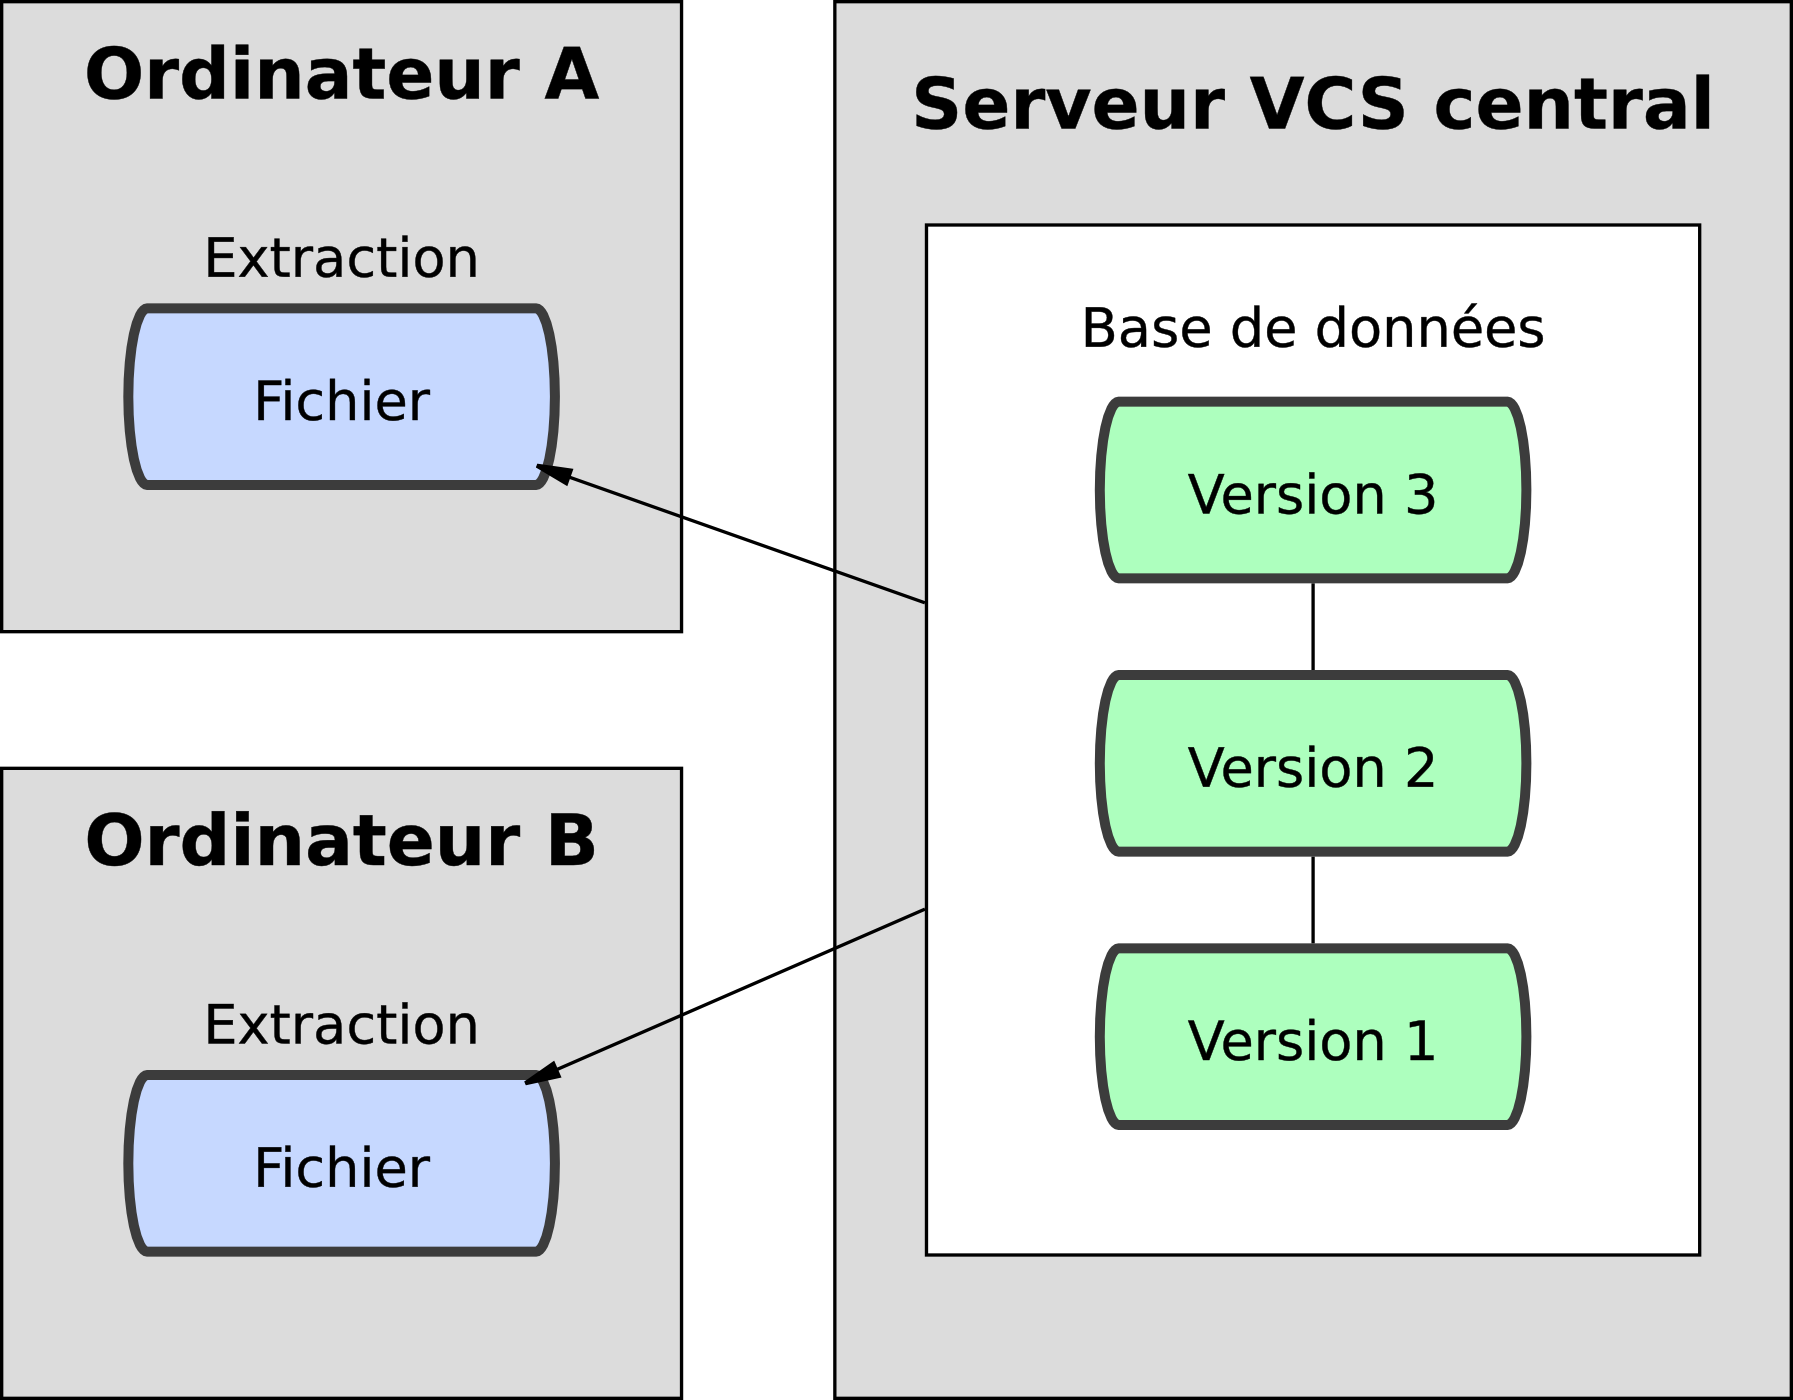 Ordinateur A
Extraction
Fichier
Ordinateur B
Extraction
Fichier
Serveur VCS central
Base de données
Version 3
Version 2
Version 1